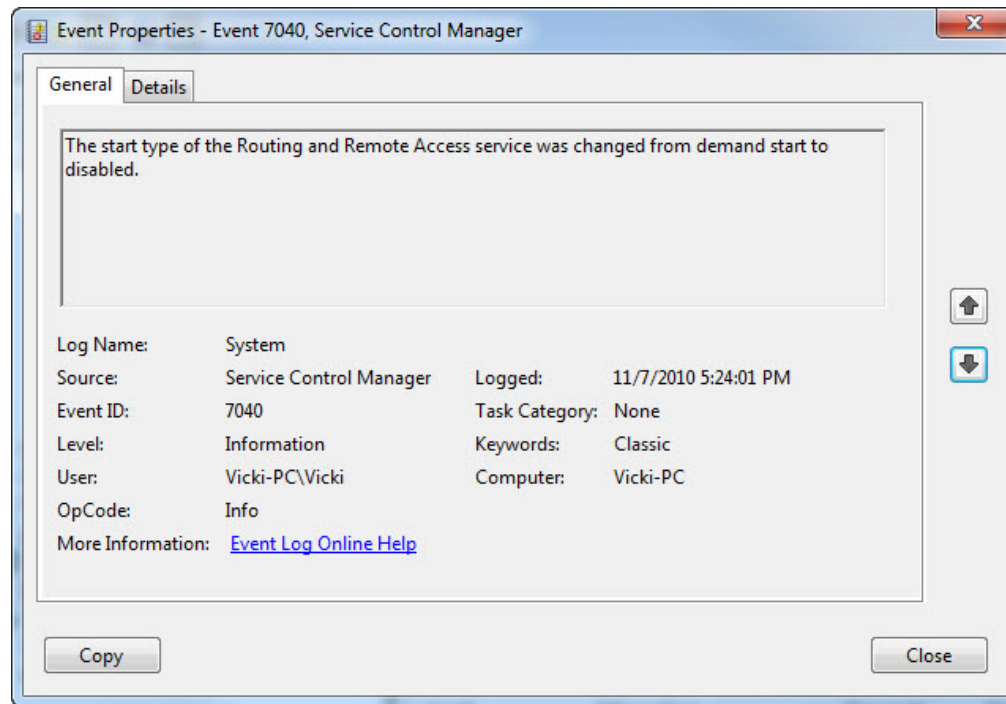 Event Properties - Event 7040, Service Control Manager
General Details
The start type of the Routing and Remote Access service was changed from demand start to
disabled.
Log Name: System
Source: Service Control Manager Logged: 11/7/2010 5:24:01 PM
Event ID: 7040 Task Category: None
Level: Information Keywords: Classic
User: Vicki-PC\Vicki Computer: Vicki-PC
OpCode: Info
More Information: Event Log Online Help
Copy Close